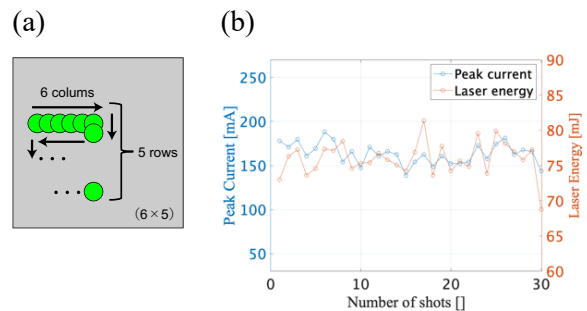 (a)
6 colums
5 rows
(6×5)
(b)
Peak current
Laser energy
Peak Current [mA]
250
200
150
100
50
Laser Energy [mJ]
90
85
80
75
70
65
60
0
10
20
30
Number of shots []